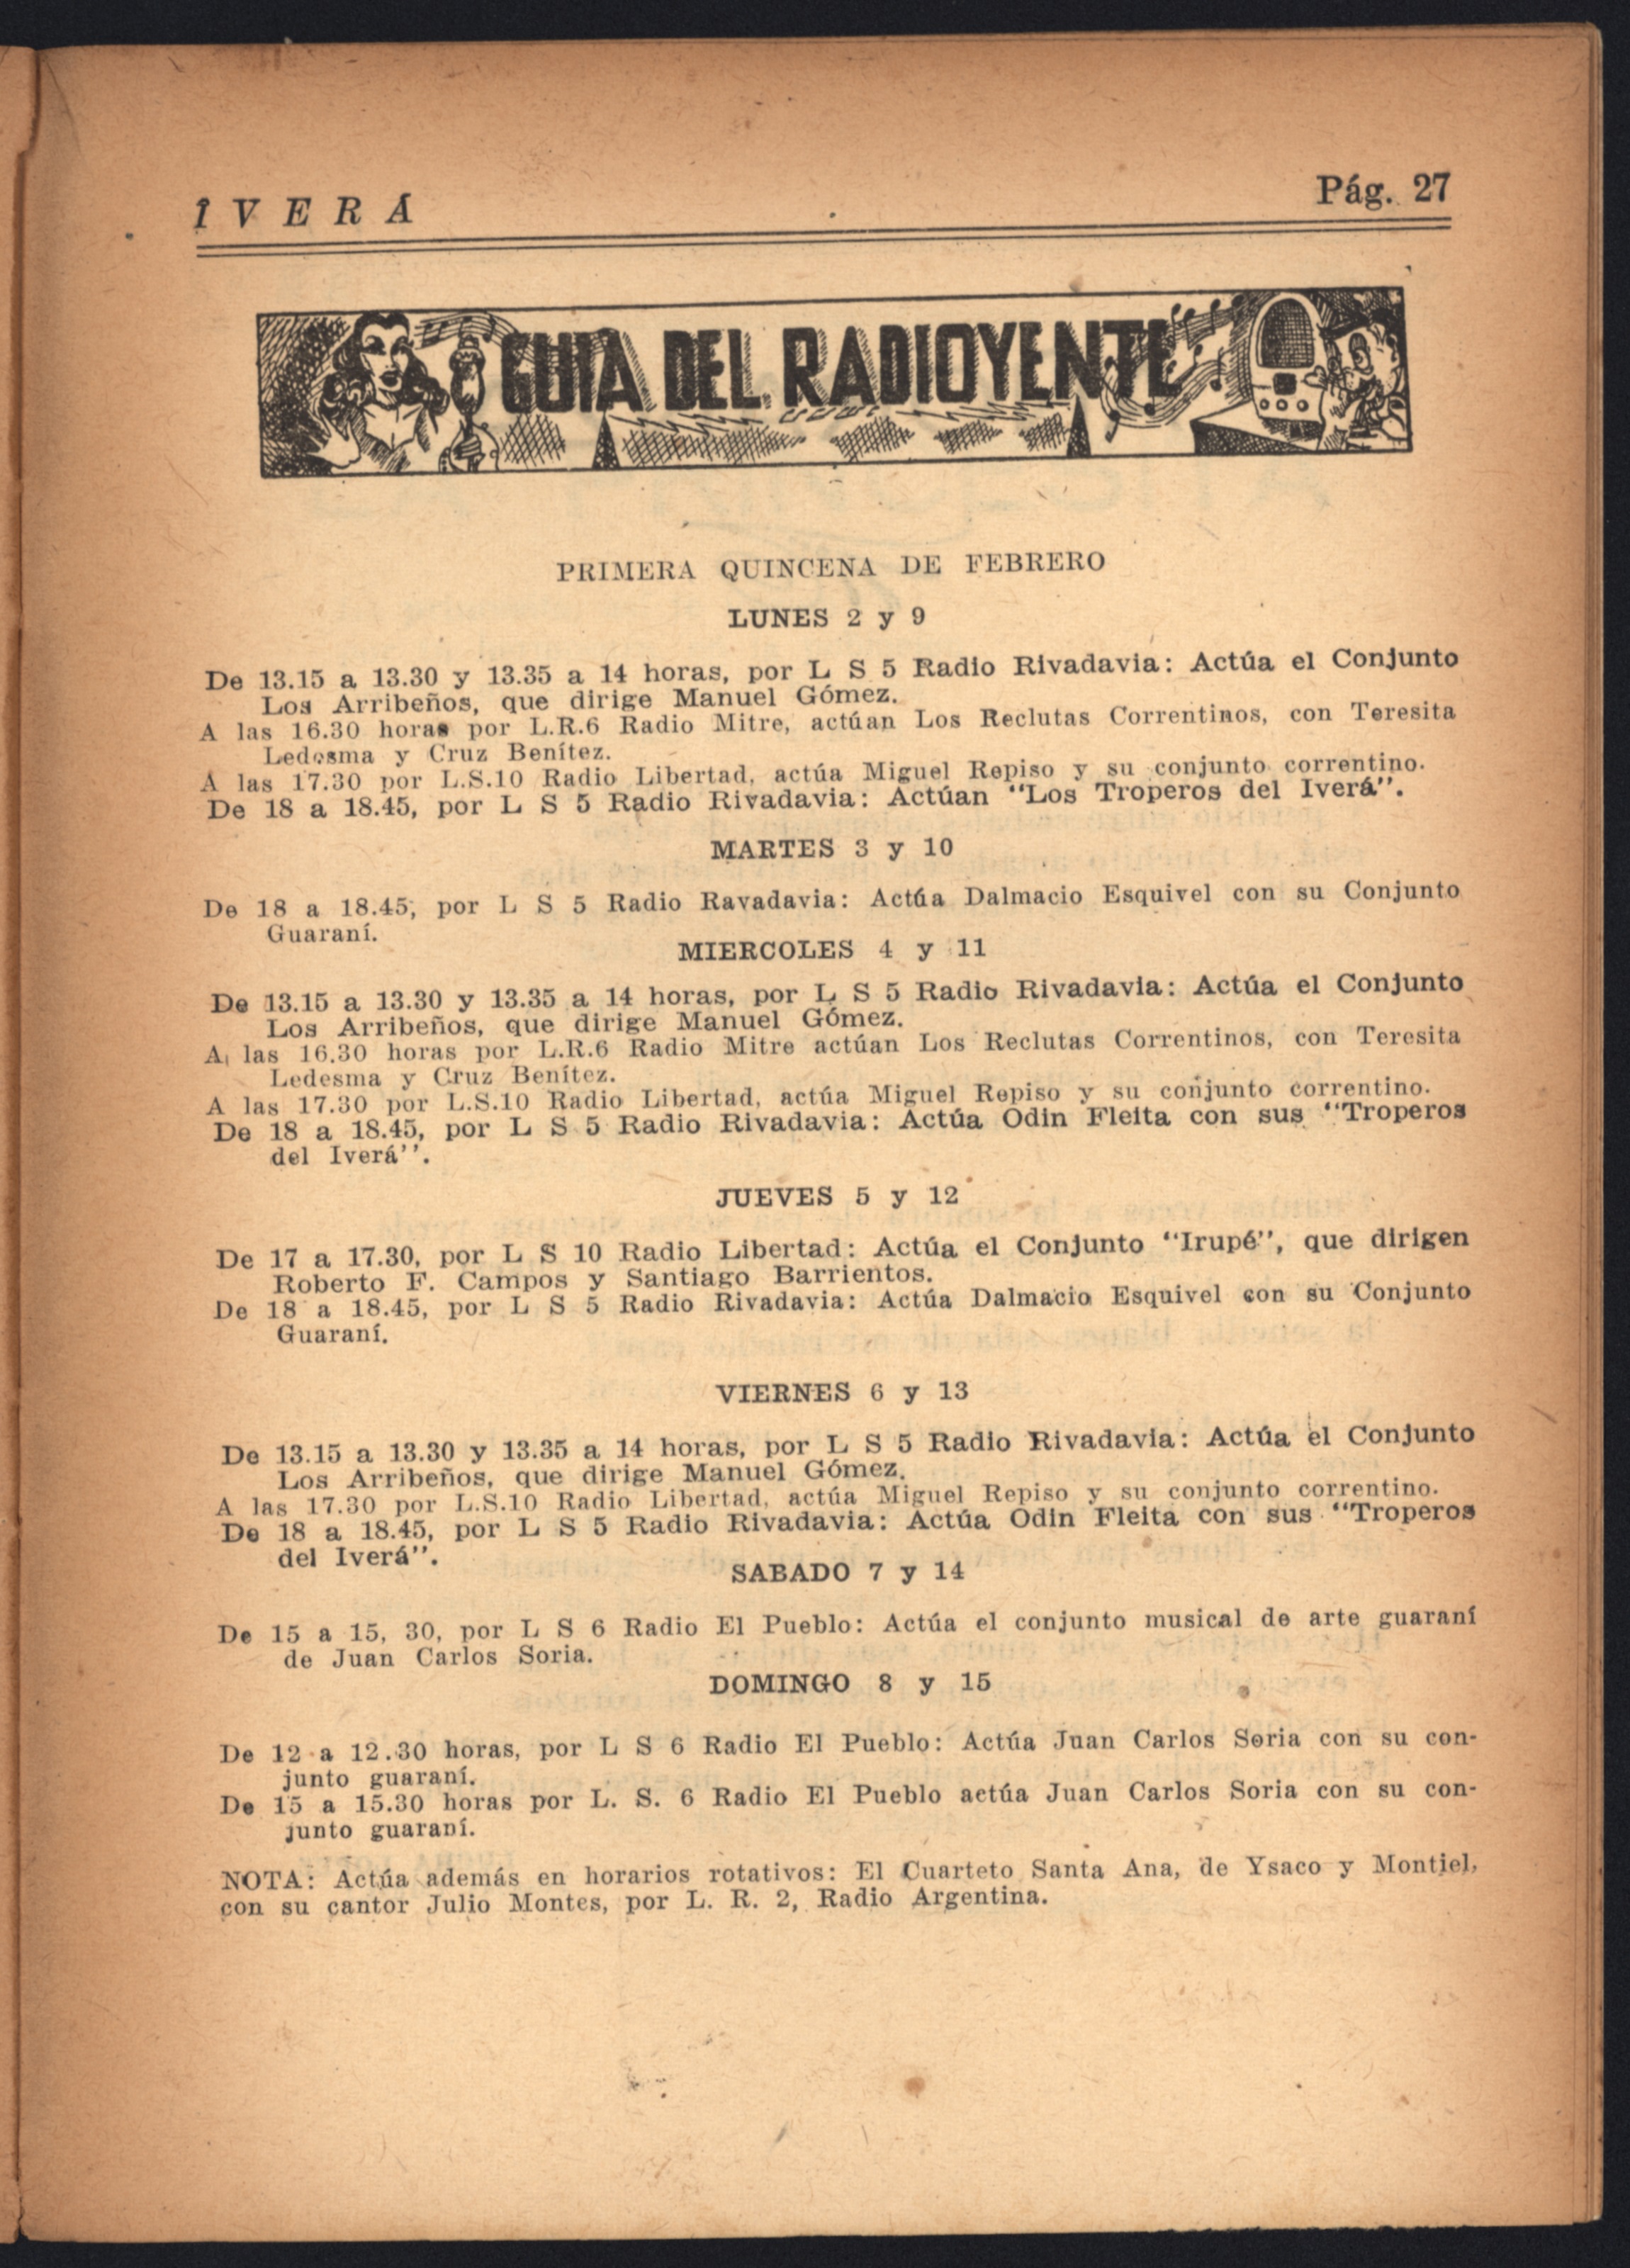 Î V E R Á
Pág. 27
GUIA DEL RADIOYENTE
PRIMERA QUINCENA DE FEBRERO
LUNES 2 y 9
De 13.15 a 13.30 y 13.35 a 14 horas, por L S 5 Radio Rivadavia: Actúa el Conjunto
Los Arribeños, que dirige Manuel Gómez.
A las 16.30 horas por L.R.6 Radio Mitre, actúan Los Reclutas Correntinos, con Teresita
Ledesma y Cruz Benítez.
A las 17.30 por L.S.10 Radio Libertad, actúa Miguel Repiso y su conjunto correntino.
De 18 a 18.45, por L S 5 Radio Rivadavia: Actúan "Los Troperos del Iverá".
MARTES 3 y 10
De 18 a 18.45, por L S 5 Radio Ravadavia: Actúa Dalmacio Esquivel con su Conjunto
Guaraní.
MIERCOLES 4 y 11
De 13.15 a 13.30 y 13.35 a 14 horas, por L S 5 Radio Rivadavia: Actúa el Conjunto
Los Arribeños, que dirige Manuel Gómez.
A las 16.30 horas por L.R.6 Radio Mitre actúan Los Reclutas Correntinos, con Teresita
Ledesma y Cruz Benítez.
A las 17.30 por L.S.10 Radio Libertad, actúa Miguel Repiso y su conjunto correntino.
De 18 a 18.45, por L S 5 Radio Rivadavia: Actúa Odin Fleita con sus "Troperos
del Iverá".
JUEVES 5 y 12
De 17 a 17.30, por L S 10 Radio Libertad: Actúa el Conjunto "Irupé", que dirigen
Roberto F. Campos y Santiago Barrientos.
De 18 a 18.45, por L S 5 Radio Rivadavia: Actúa Dalmacio Esquivel con su Conjunto
Guaraní.
VIERNES 6 y 13
De 13.15 a 13.30 y 13.35 a 14 horas, por L S 5 Radio Rivadavia: Actúa el Conjunto
Los Arribeños, que dirige Manuel Gómez.
A las 17.30 por L.S.10 Radio Libertad, actúa Miguel Repiso y su conjunto correntino.
De 18 a 18.45, por L S 5 Radio Rivadavia: Actúa Odin Fleita con sus "Troperos
del Iverá".
SABADO 7 y 14
De 15 a 15, 30, por L S 6 Radio El Pueblo: Actúa el conjunto musical de arte guaraní
de Juan Carlos Soria.
DOMINGO 8 y 15
De 12 a 12.30 horas, por L S 6 Radio El Pueblo: Actúa Juan Carlos Soria con su con-
junto guaraní.
De 15 a 15.30 horas por L. S. 6 Radio El Pueblo actúa Juan Carlos Soria con su con-
junto guaraní.
NOTA: Actúa además en horarios rotativos: El Cuarteto Santa Ana, de Ysaco y Montiel,
con su cantor Julio Montes, por L. R. 2, Radio Argentina.